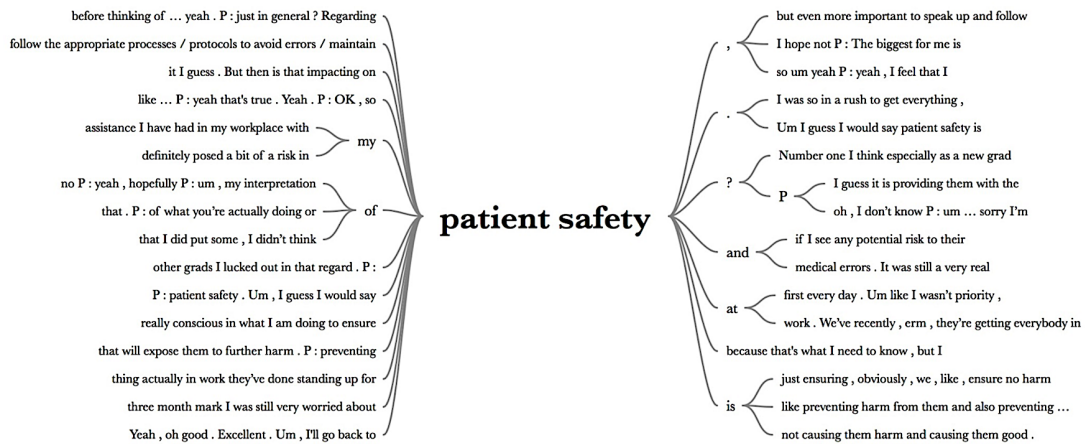 before thinking of … yeah . P : just in general ? Regarding
follow the appropriate processes / protocols to avoid errors / maintain
it I guess . But then is that impacting on
like … P : yeah that's true . Yeah . P : OK , so
assistance I have had in my workplace with
definitely posed a bit of a risk in
my
no P : yeah , hopefully P : um , my interpretation
that . P : of what you’re actually doing or
that I did put some , I didn’t think
of
other grads I lucked out in that regard . P :
P : patient safety . Um , I guess I would say
really conscious in what I am doing to ensure
that will expose them to further harm . P : preventing
thing actually in work they’ve done standing up for
three month mark I was still very worried about
Yeah , oh good . Excellent . Um , I'll go back to
patient safety
,
but even more important to speak up and follow
I hope not P : The biggest for me is
so um yeah P : yeah , I feel that I
.
I was so in a rush to get everything ,
Um I guess I would say patient safety is
?
Number one I think especially as a new grad
P
I guess it is providing them with the
oh , I don’t know P : um … sorry I’m
and
if I see any potential risk to their
medical errors . It was still a very real
at
first every day . Um like I wasn’t priority ,
work . We’ve recently , erm , they’re getting everybody in
because that's what I need to know , but I
is
just ensuring , obviously , we , like , ensure no harm
like preventing harm from them and also preventing …
not causing them harm and causing them good .